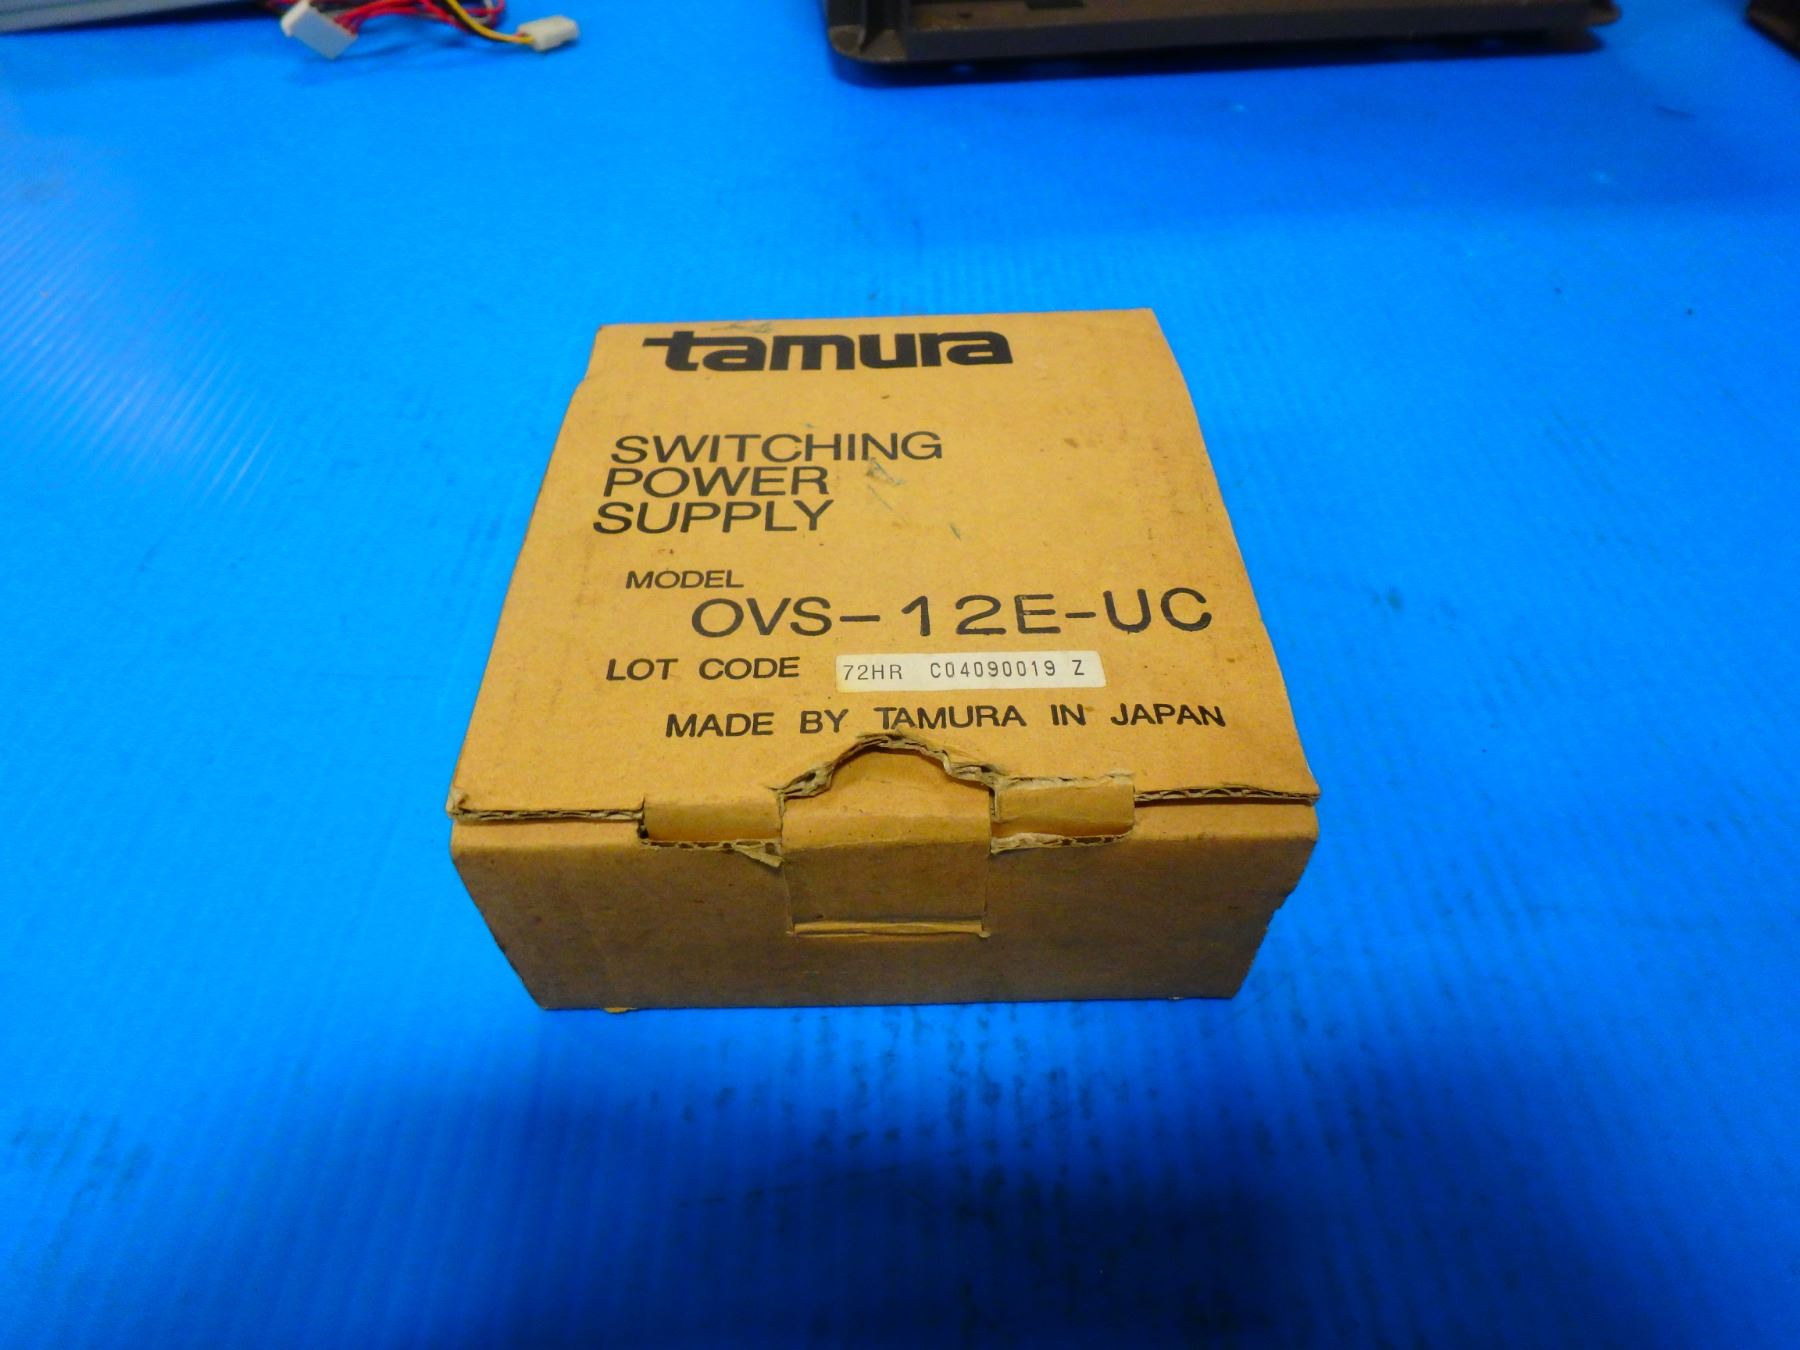 tamura
SWITCHING
POWER
SUPPLY
MODEL
OVS-12E-UC
LOT CODE 72HR C04090019 Z
MADE BY TAMURA IN JAPAN